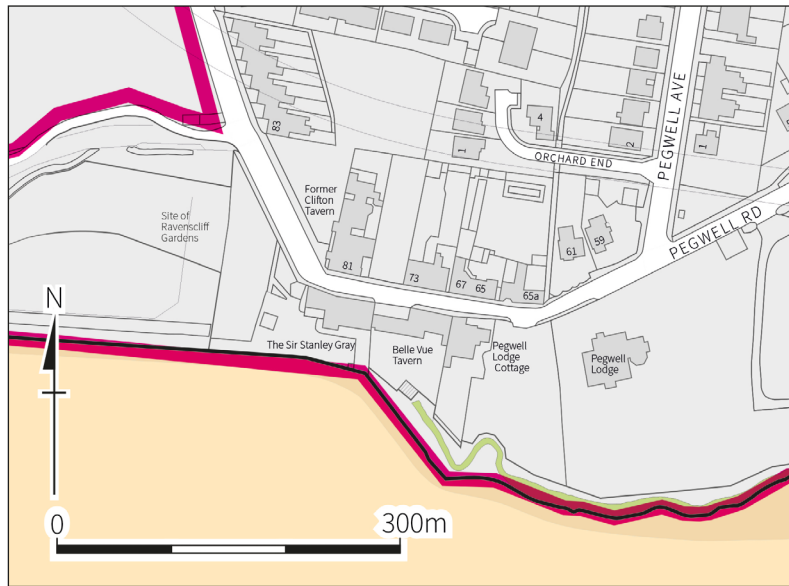 83
4
2
1
1
ORCHARD END
PEGWELL AVE
Former
Clifton
Tavern
Site of
Ravenscliff
Gardens
PEGWELL RD
61
59
81
73
67
65
65a
N
The Sir Stanley Gray
Belle Vue
Tavern
Pegwell
Lodge
Cottage
Pegwell
Lodge
0
300m